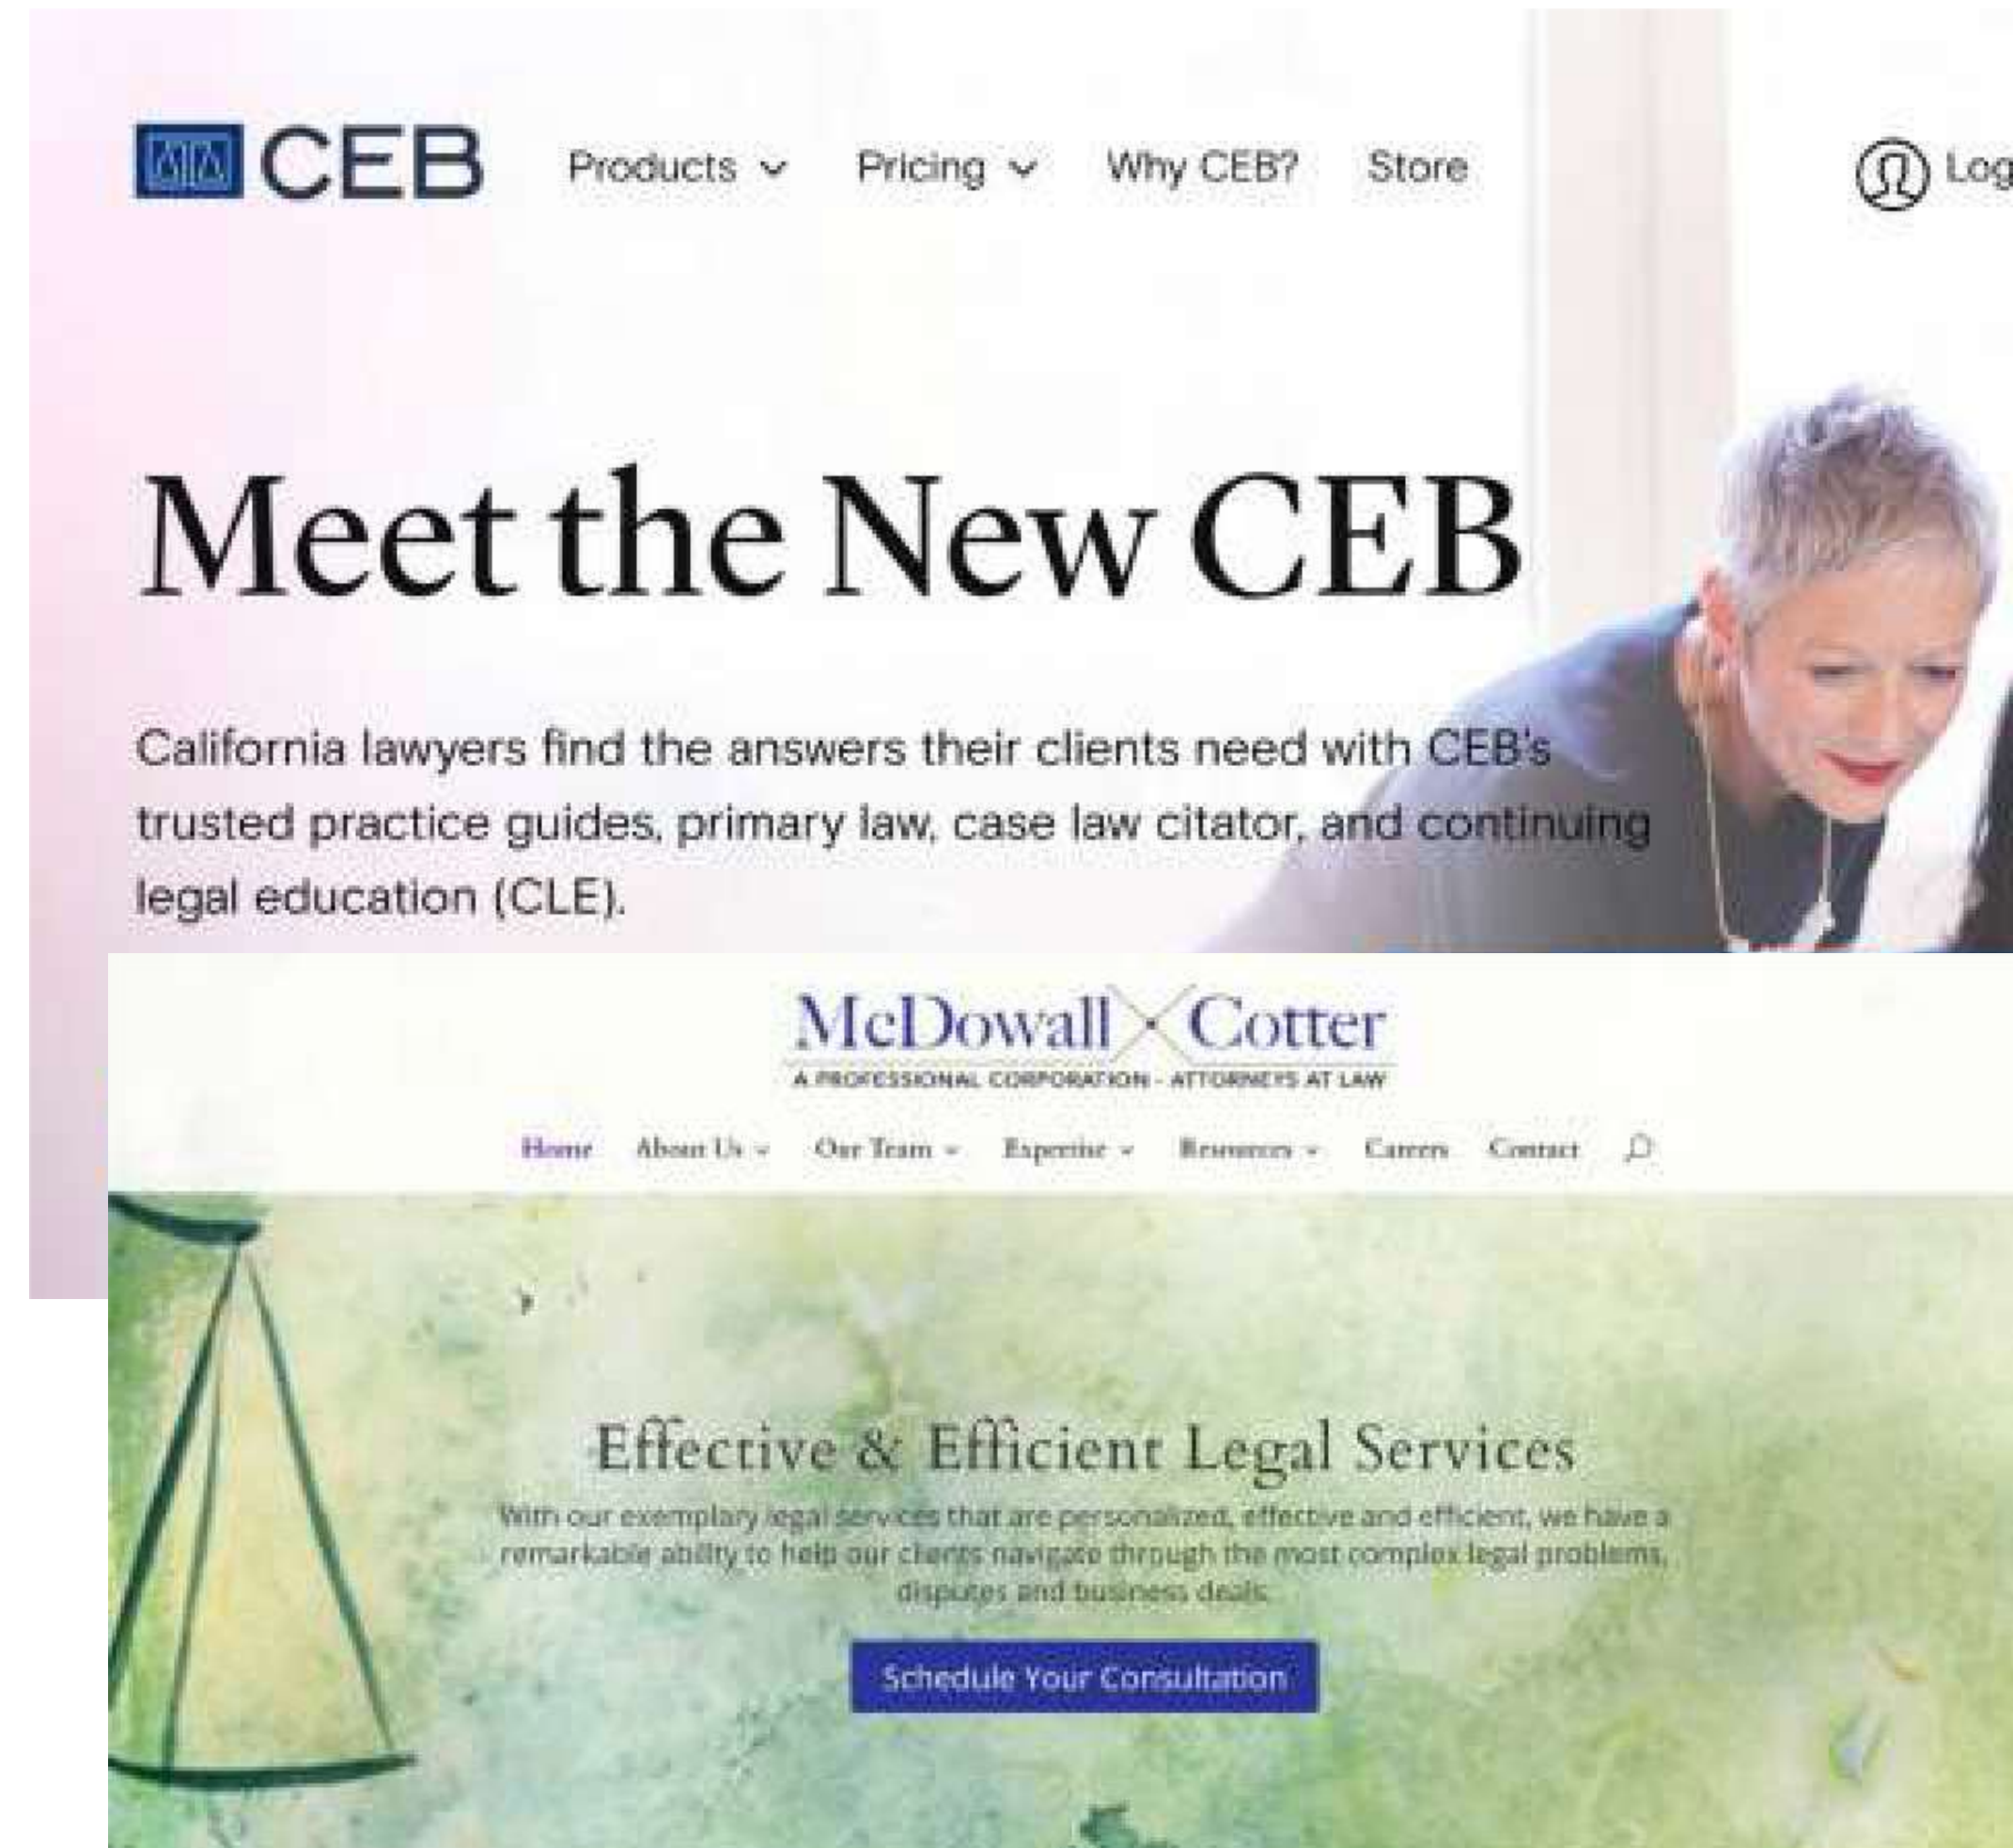 CEB
Products Pricing Why CEB? Store
Log
Meet the New CEB
California lawyers find the answers their clients need with CEB's
trusted practice guides, primary law, case law citator, and continuing
legal education (CLE).
McDowall Cotter
A PROFESSIONAL CORPORATION - ATTORNEYS AT LAW
Home About Us Our Team Expertise Resources Careers Contact
Effective & Efficient Legal Services
With our exemplary legal services that are personalized, effective and efficient, we have a
remarkable ability to help our clients navigate through the most complex legal problems,
disputes and business deals.
Schedule Your Consultation